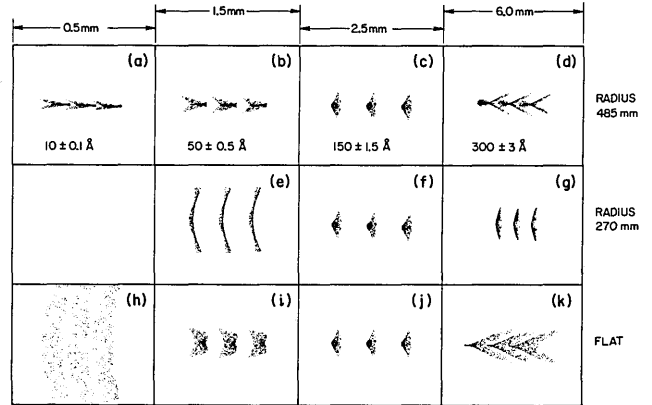 0.5mm
1.5mm
2.5mm
6.0mm
(a)
(b)
(c)
(d)
RADIUS
485 mm
10 ± 0.1 Å
50 ± 0.5 Å
150 ± 1.5 Å
300 ± 3 Å
(e)
(f)
(g)
RADIUS
270 mm
(h)
(i)
(j)
(k)
FLAT